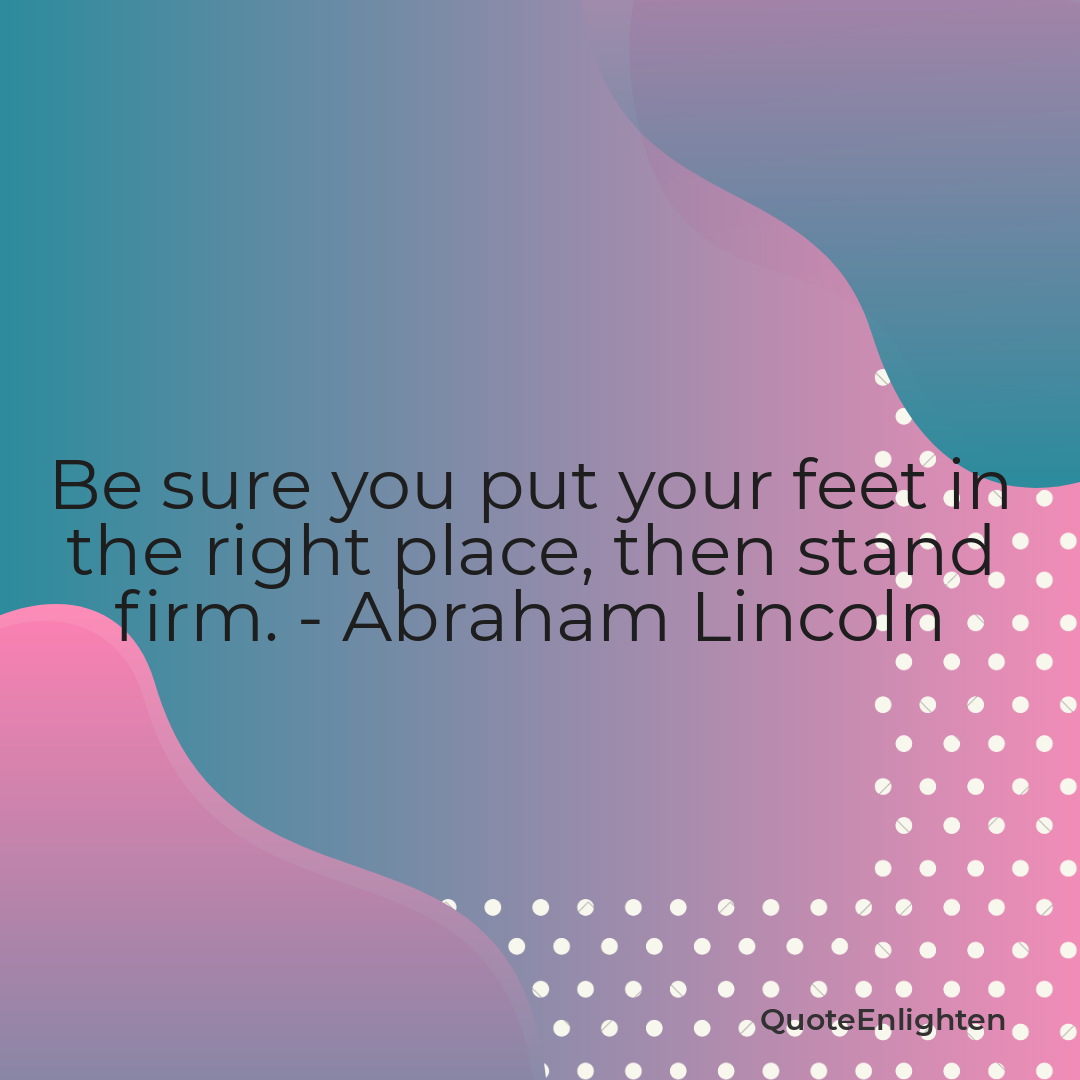 Be sure you put your feet in
the right place, then stand
firm. - Abraham Lincoln
QuoteEnlighten